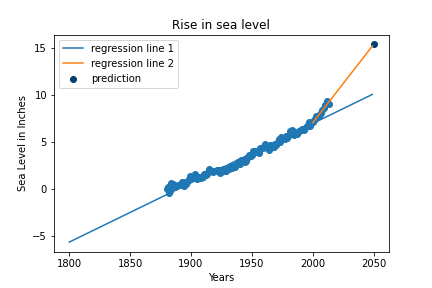 Rise in sea level
regression line 1
regression line 2
prediction
Sea Level in Inches
15
10
5
0
−5
1800
1850
1900
1950
2000
2050
Years